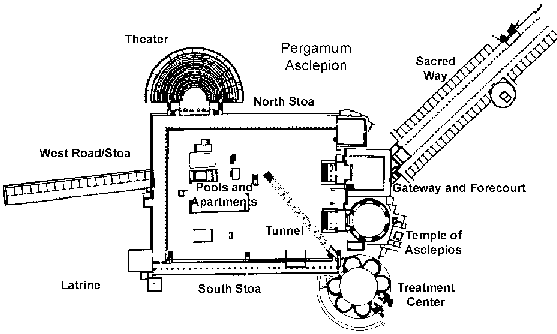 Theater
Pergamum
Asclepion
Sacred
Way
North Stoa
West Road/Stoa
Pools and
Apartments
Gateway and Forecourt
Tunnel
Temple of
Asclepios
Latrine
South Stoa
Treatment
Center